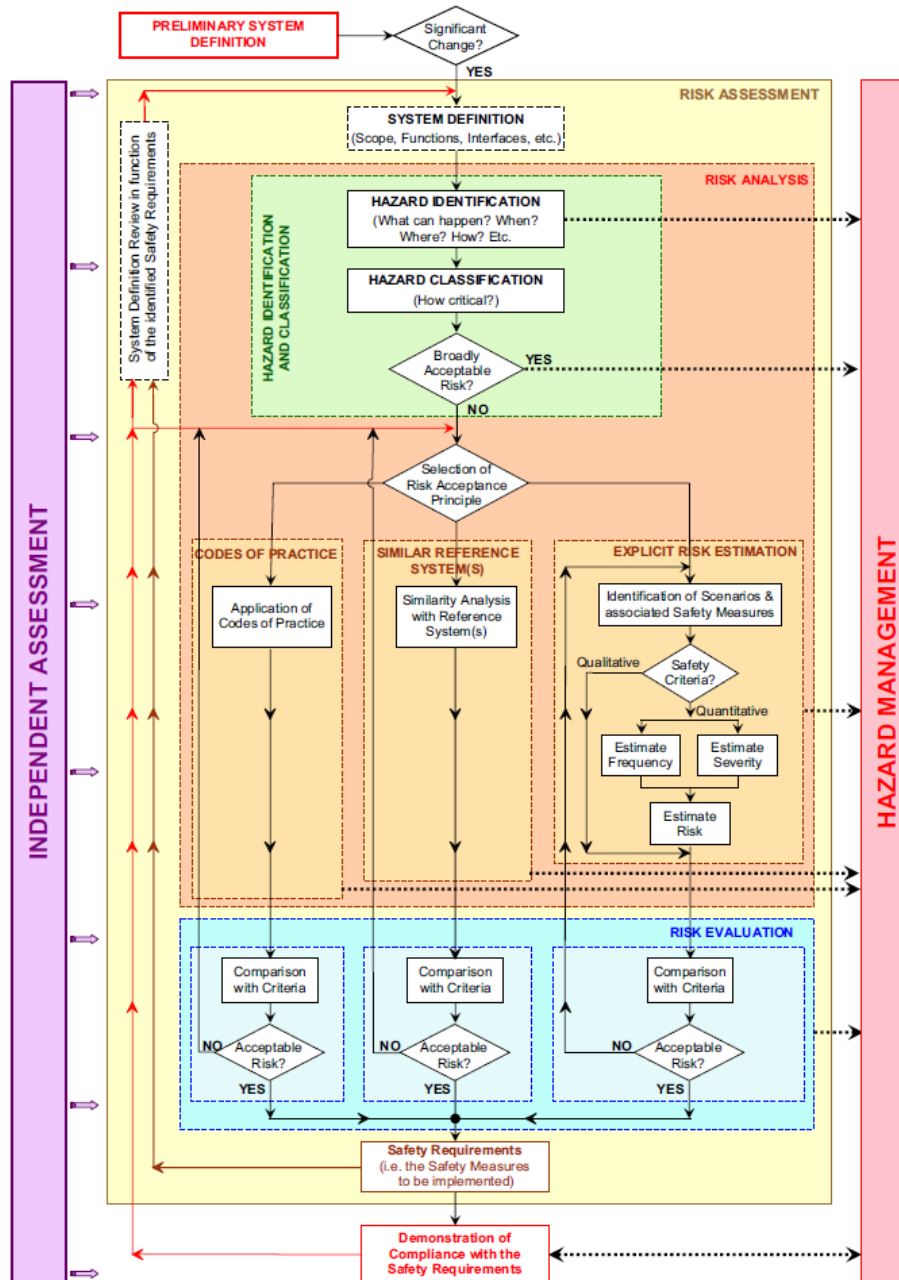 PRELIMINARY SYSTEM
DEFINITION
Significant
Change?
YES
RISK ASSESSMENT
SYSTEM DEFINITION
(Scope, Functions, Interfaces, etc.)
System Definition Review in function
of the identified Safety Requirements
RISK ANALYSIS
HAZARD IDENTIFICATION
AND CLASSIFICATION
HAZARD IDENTIFICATION
(What can happen? When?
Where? How? Etc.
HAZARD CLASSIFICATION
(How critical?)
Broadly
Acceptable
Risk?
YES
NO
Selection of
Risk Acceptance
Principle
CODES OF PRACTICE
Application of
Codes of Practice
SIMILAR REFERENCE
SYSTEM(S)
Similarity Analysis
with Reference
System(s)
EXPLICIT RISK ESTIMATION
Identification of Scenarios &
associated Safety Measures
Qualitative
Safety
Criteria?
Quantitative
Estimate
Frequency
Estimate
Severity
Estimate
Risk
INDEPENDENT ASSESSMENT
HAZARD MANAGEMENT
RISK EVALUATION
Comparison
with Criteria
NO
Acceptable
Risk?
YES
Comparison
with Criteria
NO
Acceptable
Risk?
YES
Comparison
with Criteria
NO
Acceptable
Risk?
YES
Safety Requirements
(i.e. the Safety Measures
to be implemented)
Demonstration of
Compliance with the
Safety Requirements